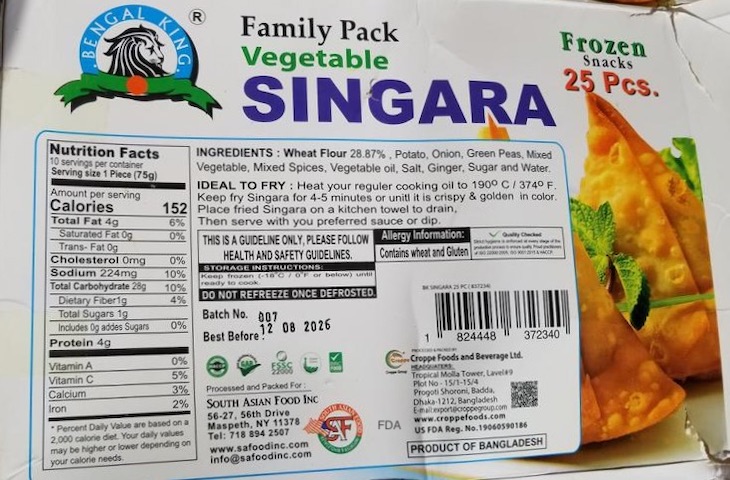 BENGAL KING
®
Family Pack
Vegetable
SINGARA
Frozen
Snacks
25 Pcs.
Nutrition Facts
10 servings per container
Serving size 1 Piece (75g)
Amount per serving
Calories 152
Total Fat 4g 6%
Saturated Fat 0g 0%
Trans- Fat 0g
Cholesterol 0mg 0%
Sodium 224mg 10%
Total Carbohydrate 28g 10%
Dietary Fiber1g 4%
Total Sugars 1g
Includes 0g addes Sugars 0%
Protein 4g
Vitamin A 0%
Vitamin C 5%
Calcium 3%
Iron 2%
* Percent Daily Value are based on a
2,000 calorie diet. Your daily values
may be higher or lower depending on
your calorie needs.
INGREDIENTS : Wheat Flour 28.87% , Potato, Onion, Green Peas, Mixed
Vegetable, Mixed Spices, Vegetable oil, Salt, Ginger, Sugar and Water.
IDEAL TO FRY : Heat your reguler cooking oil to 190º C / 374º F.
Keep fry Singara for 4-5 minutes or unitl it is crispy & golden in color.
Place fried Singara on a kitchen towel to drain,
Then serve with you preferred sauce or dip.
THIS IS A GUIDELINE ONLY, PLEASE FOLLOW
HEALTH AND SAFETY GUIDELINES.
STORAGE INSTRUCTIONS:
Keep frozen (-18°C / 0°F or below) until
ready to cook.
DO NOT REFREEZE ONCE DEFROSTED.
Allergy Information:
Contains wheat and Gluten
Quality Checked
Batch No. 007
Best Before: 12 08 2026
FSSC
22000
Processed and Packed For :
SOUTH ASIAN FOOD INC
56-27, 56th Drive
Maspeth, NY 11378
Tel: 718 894 2507
www.safoodinc.com
info@safoodinc.com
SAF
FDA
BK SINGARA 25 PC ( 837234)
1 824448 372340
Croppe Foods and Beverage Ltd.
HEADQUARTERS
Tropical Molla Tower, Level#9
Plot No - 15/1-15/4
Progoti Shoroni, Badda,
Dhaka-1212, Bangladesh
E-mail:export@croppegroup.com
www.croppefoods.com
US FDA Reg. No.19060590186
PRODUCT OF BANGLADESH